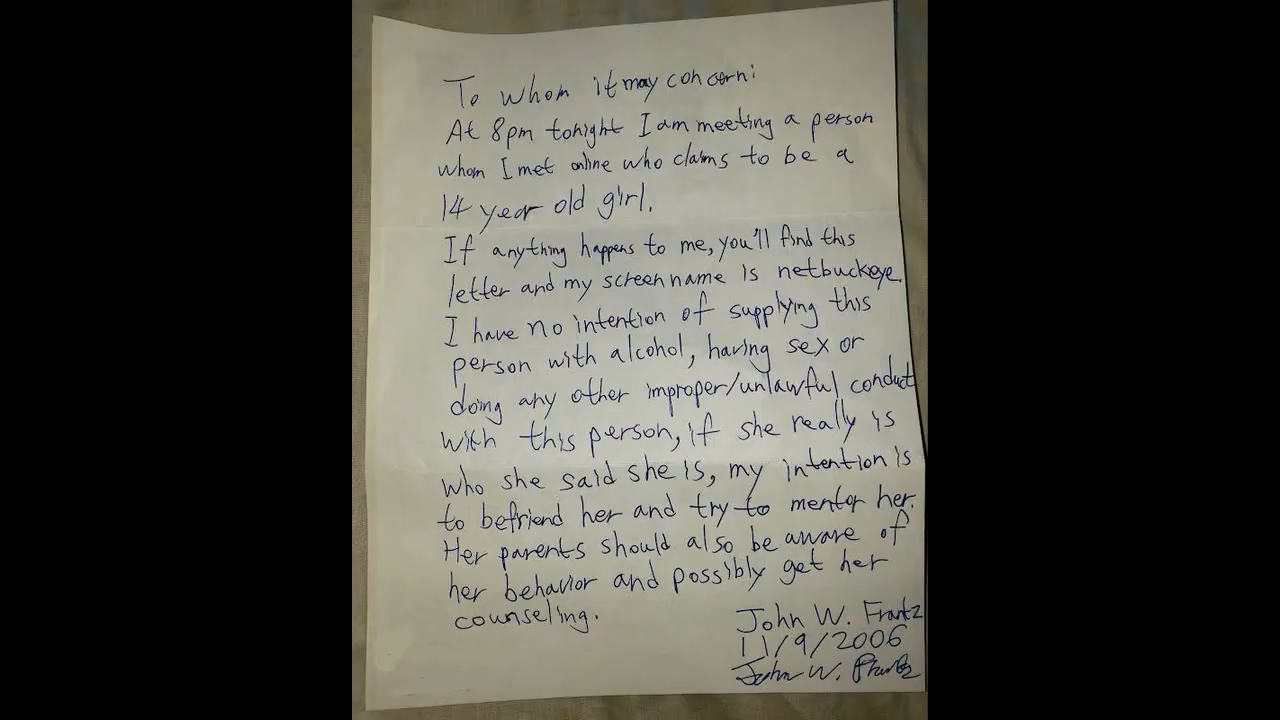 To whom it may concern:
At 8pm tonight I am meeting a person
whom I met online who claims to be a
14 year old girl.
If anything happens to me, you'll find this
letter and my screenname is netbuckeye.
I have no intention of supplying this
person with alcohol, having sex or
doing any other improper/unlawful conduct
with this person, if she really is
who she said she is, my intention is
to befriend her and try to mentor her.
Her parents should also be aware of
her behavior and possibly get her
counseling.
John W. Frantz
11/9/2006
John W.